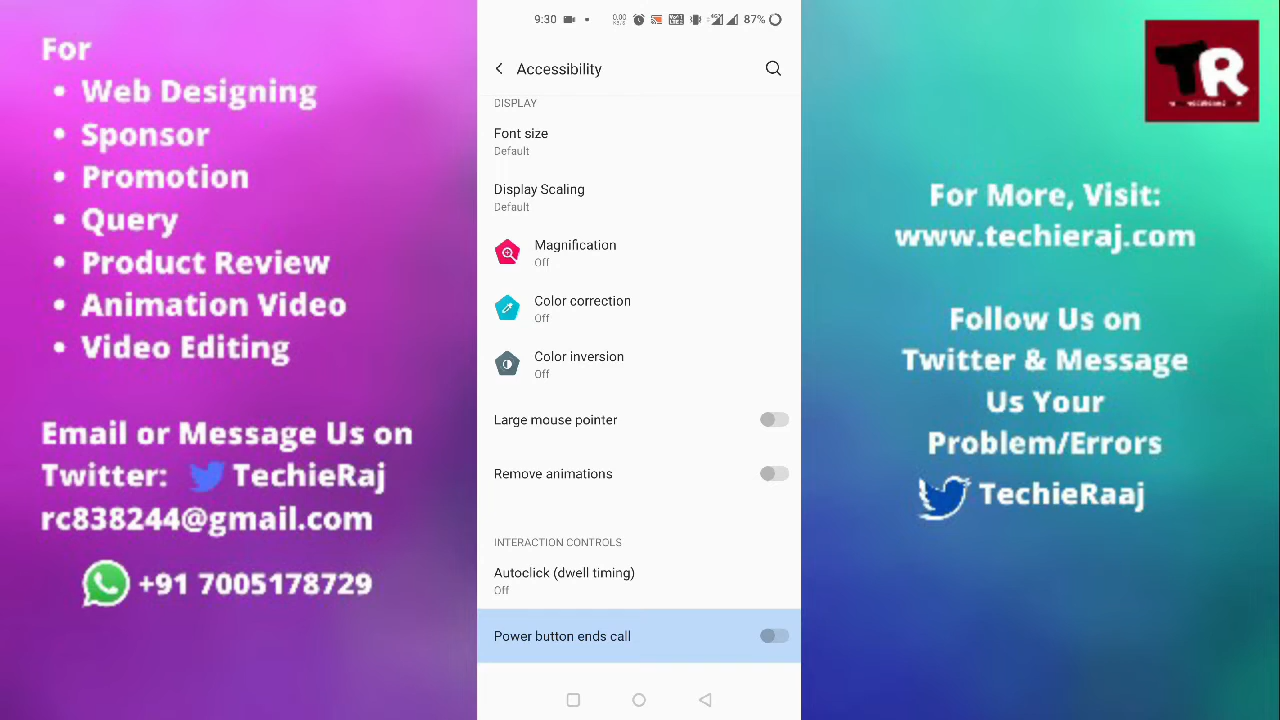 For
• Web Designing
• Sponsor
• Promotion
• Query
• Product Review
• Animation Video
• Video Editing
Email or Message Us on
Twitter: TechieRaj
rc838244@gmail.com
+91 7005178729
9:30
87%
Accessibility
DISPLAY
Font size
Default
Display Scaling
Default
Magnification
Off
Color correction
Off
Color inversion
Off
Large mouse pointer
Remove animations
INTERACTION CONTROLS
Autoclick (dwell timing)
Off
Power button ends call
TR
For More, Visit:
www.techieraj.com
Follow Us on
Twitter & Message
Us Your
Problem/Errors
TechieRaaj